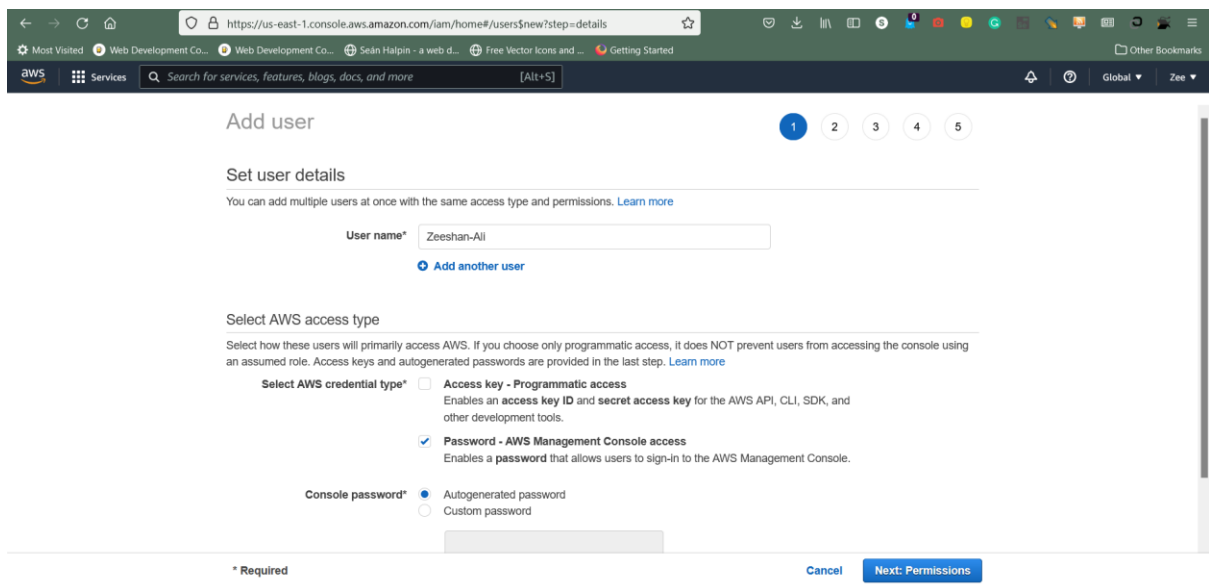 https://us-east-1.console.aws.amazon.com/iam/home#/users$new?step=details
Most Visited Web Development Co... Web Development Co... Seán Halpin - a web d... Free Vector Icons and ... Getting Started Other Bookmarks
aws Services Search for services, features, blogs, docs, and more [Alt+S] Global ▼ Zee ▼
Add user 1 2 3 4 5
Set user details
You can add multiple users at once with the same access type and permissions. Learn more
User name* Zeeshan-Ali
Add another user
Select AWS access type
Select how these users will primarily access AWS. If you choose only programmatic access, it does NOT prevent users from accessing the console using
an assumed role. Access keys and autogenerated passwords are provided in the last step. Learn more
Select AWS credential type* Access key - Programmatic access
Enables an access key ID and secret access key for the AWS API, CLI, SDK, and
other development tools.
Password - AWS Management Console access
Enables a password that allows users to sign-in to the AWS Management Console.
Console password* Autogenerated password
Custom password
* Required Cancel Next: Permissions